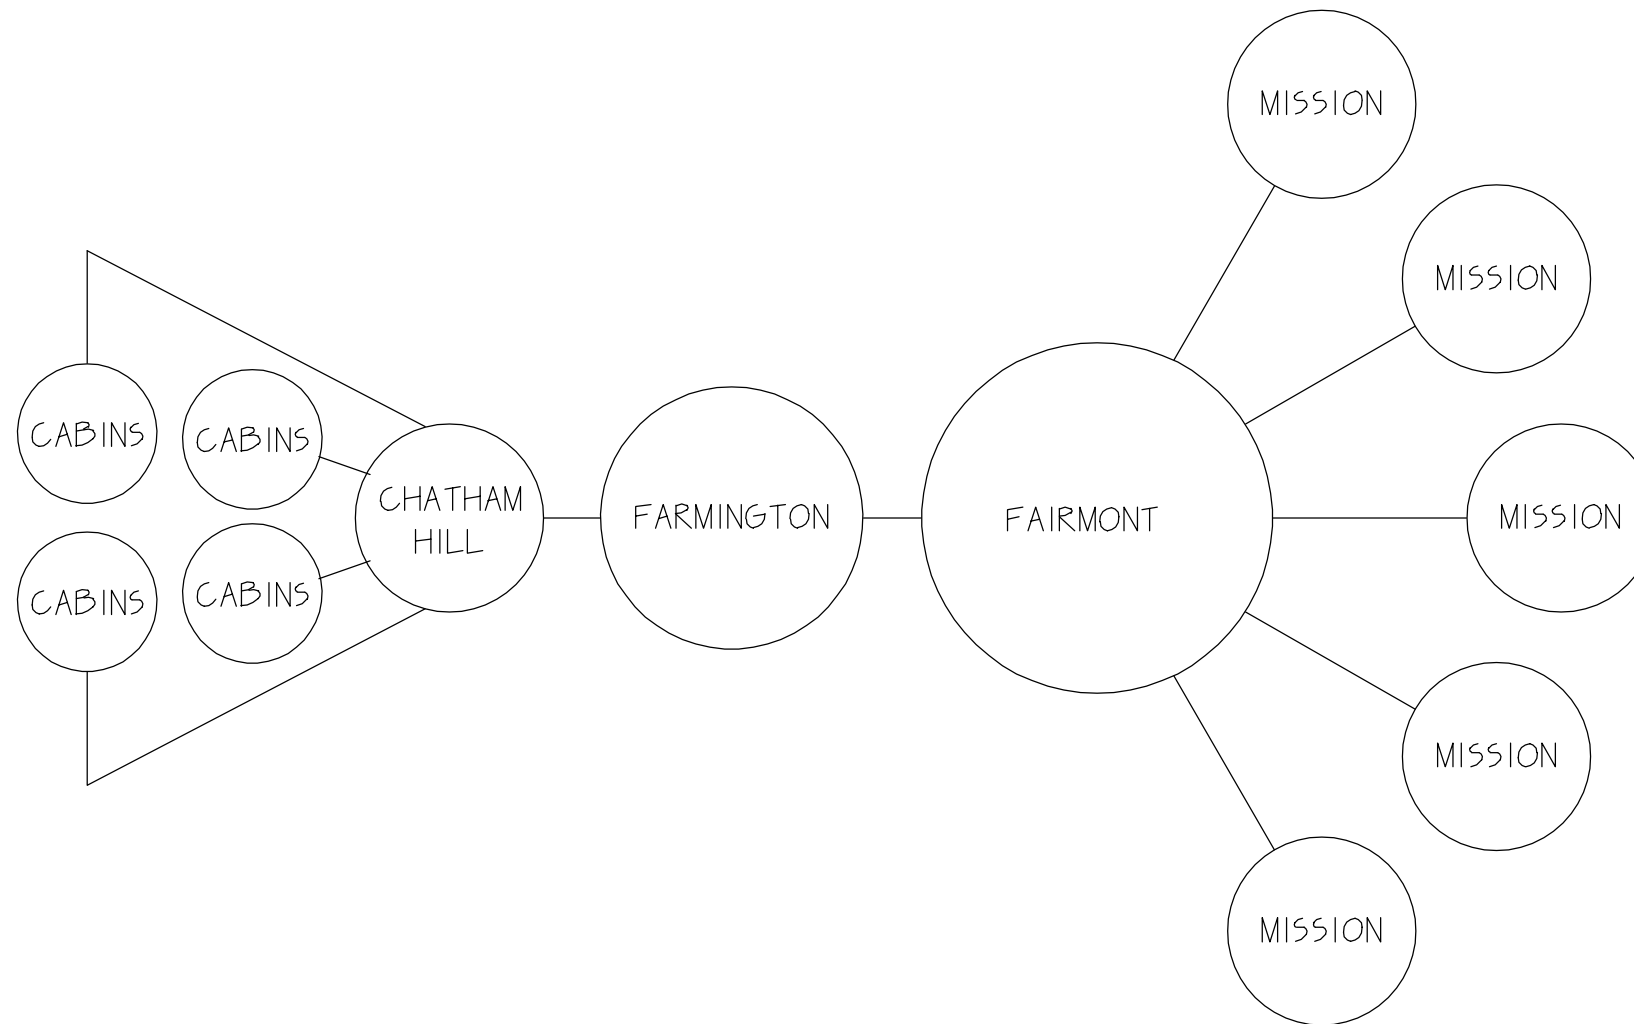 MISSION
MISSION
CABINS
CABINS
CHATHAM
HILL
FARMINGTON
FAIRMONT
MISSION
CABINS
CABINS
MISSION
MISSION